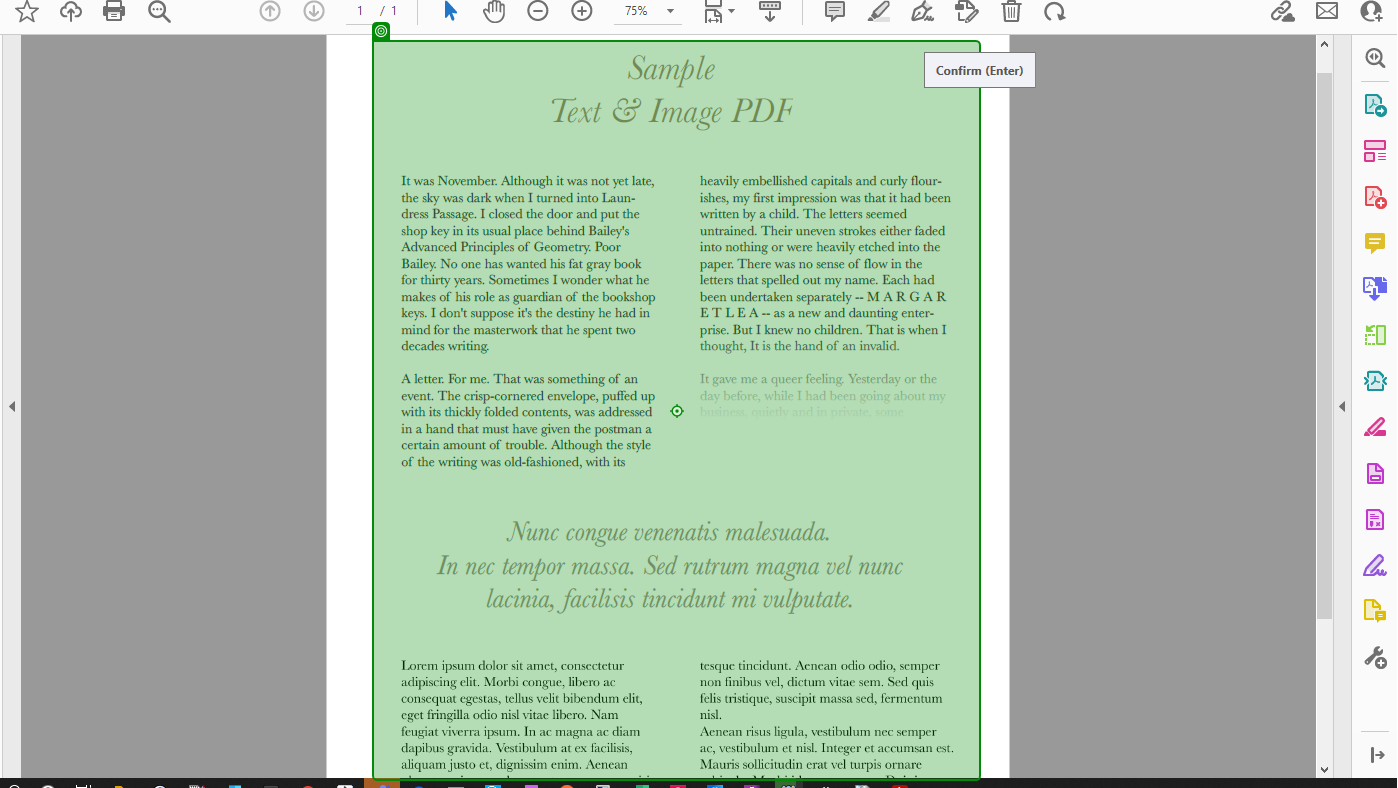 1 / 1
75%
Confirm (Enter)
Sample
Text & Image PDF
It was November. Although it was not yet late,
the sky was dark when I turned into Laun-
dress Passage. I closed the door and put the
shop key in its usual place behind Bailey's
Advanced Principles of Geometry. Poor
Bailey. No one has wanted his fat gray book
for thirty years. Sometimes I wonder what he
makes of his role as guardian of the bookshop
keys. I don't suppose it's the destiny he had in
mind for the masterwork that he spent two
decades writing.
A letter. For me. That was something of an
event. The crisp-cornered envelope, puffed up
with its thickly folded contents, was addressed
in a hand that must have given the postman a
certain amount of trouble. Although the style
of the writing was old-fashioned, with its
heavily embellished capitals and curly flour-
ishes, my first impression was that it had been
written by a child. The letters seemed
untrained. Their uneven strokes either faded
into nothing or were heavily etched into the
paper. There was no sense of flow in the
letters that spelled out my name. Each had
been undertaken separately -- M A R G A R
E T L E A -- as a new and daunting enter-
prise. But I knew no children. That is when I
thought, It is the hand of an invalid.
It gave me a queer feeling. Yesterday or the
day before, while I had been going about my
business, quietly and in private, some
Nunc congue venenatis malesuada.
In nec tempor massa. Sed rutrum magna vel nunc
lacinia, facilisis tincidunt mi vulputate.
Lorem ipsum dolor sit amet, consectetur
adipiscing elit. Morbi congue, libero ac
consequat egestas, tellus velit bibendum elit,
eget fringilla odio nisl vitae libero. Nam
feugiat viverra ipsum. In ac magna ac diam
dapibus gravida. Vestibulum at ex facilisis,
aliquam justo et, dignissim enim. Aenean
tesque tincidunt. Aenean odio odio, semper
non finibus vel, dictum vitae sem. Sed quis
felis tristique, suscipit massa sed, fermentum
nisl.
Aenean risus ligula, vestibulum nec semper
ac, vestibulum et nisl. Integer et accumsan est.
Mauris sollicitudin erat vel turpis ornare